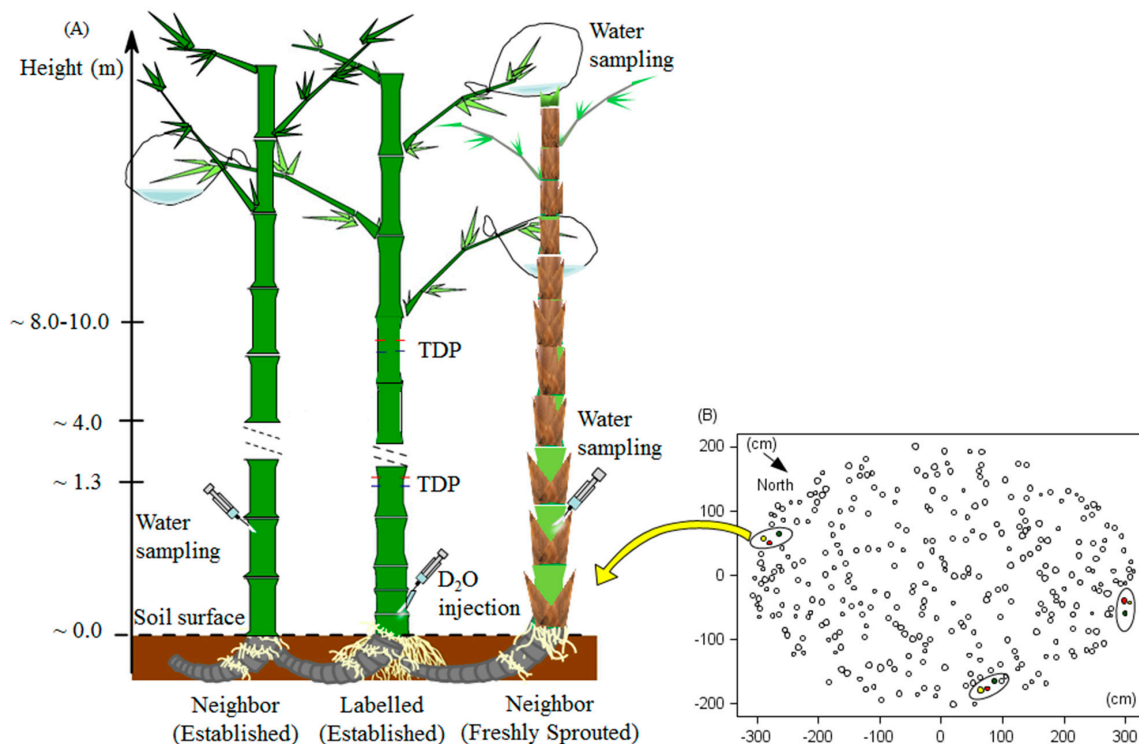 (A)
Height (m)
Water
sampling
~ 8.0-10.0
TDP
~ 4.0
Water
sampling
~ 1.3
TDP
Water
sampling
D₂O
injection
Soil surface
~ 0.0
Neighbor
(Established)
Labelled
(Established)
Neighbor
(Freshly Sprouted)
(B)
200
(cm)
North
100
0
-100
-200
(cm)
-300 -200 -100 0 100 200 300